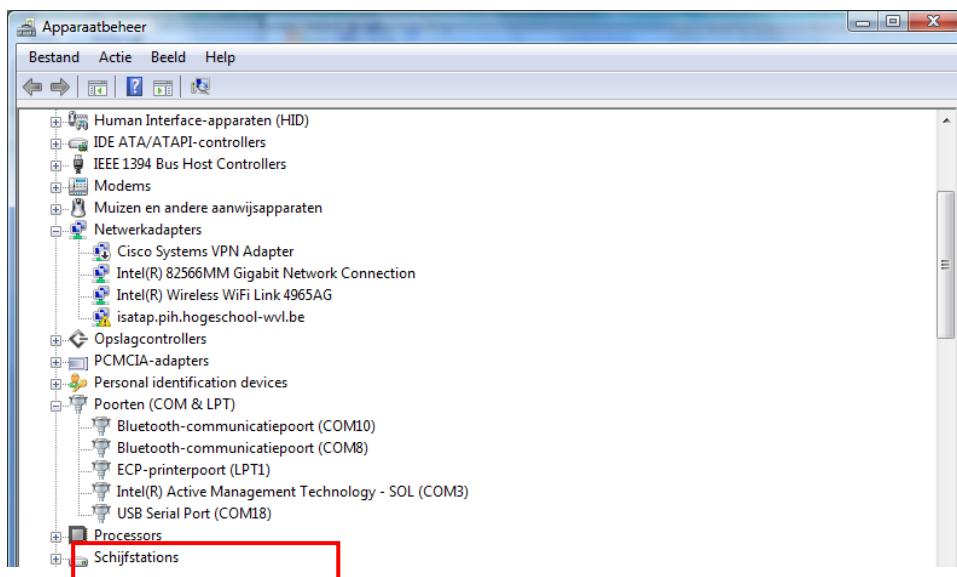 Apparaatbeheer
Bestand Actie Beeld Help
Human Interface-apparaten (HID)
IDE ATA/ATAPI-controllers
IEEE 1394 Bus Host Controllers
Modems
Muizen en andere aanwijsapparaten
Netwerkadapters
Cisco Systems VPN Adapter
Intel(R) 82566MM Gigabit Network Connection
Intel(R) Wireless WiFi Link 4965AG
isatap.pih.hogeschool-wvl.be
Opslagcontrollers
PCMCIA-adapters
Personal identification devices
Poorten (COM & LPT)
Bluetooth-communicatiepoort (COM10)
Bluetooth-communicatiepoort (COM8)
ECP-printerpoort (LPT1)
Intel(R) Active Management Technology - SOL (COM3)
USB Serial Port (COM18)
Processors
Schijfstations